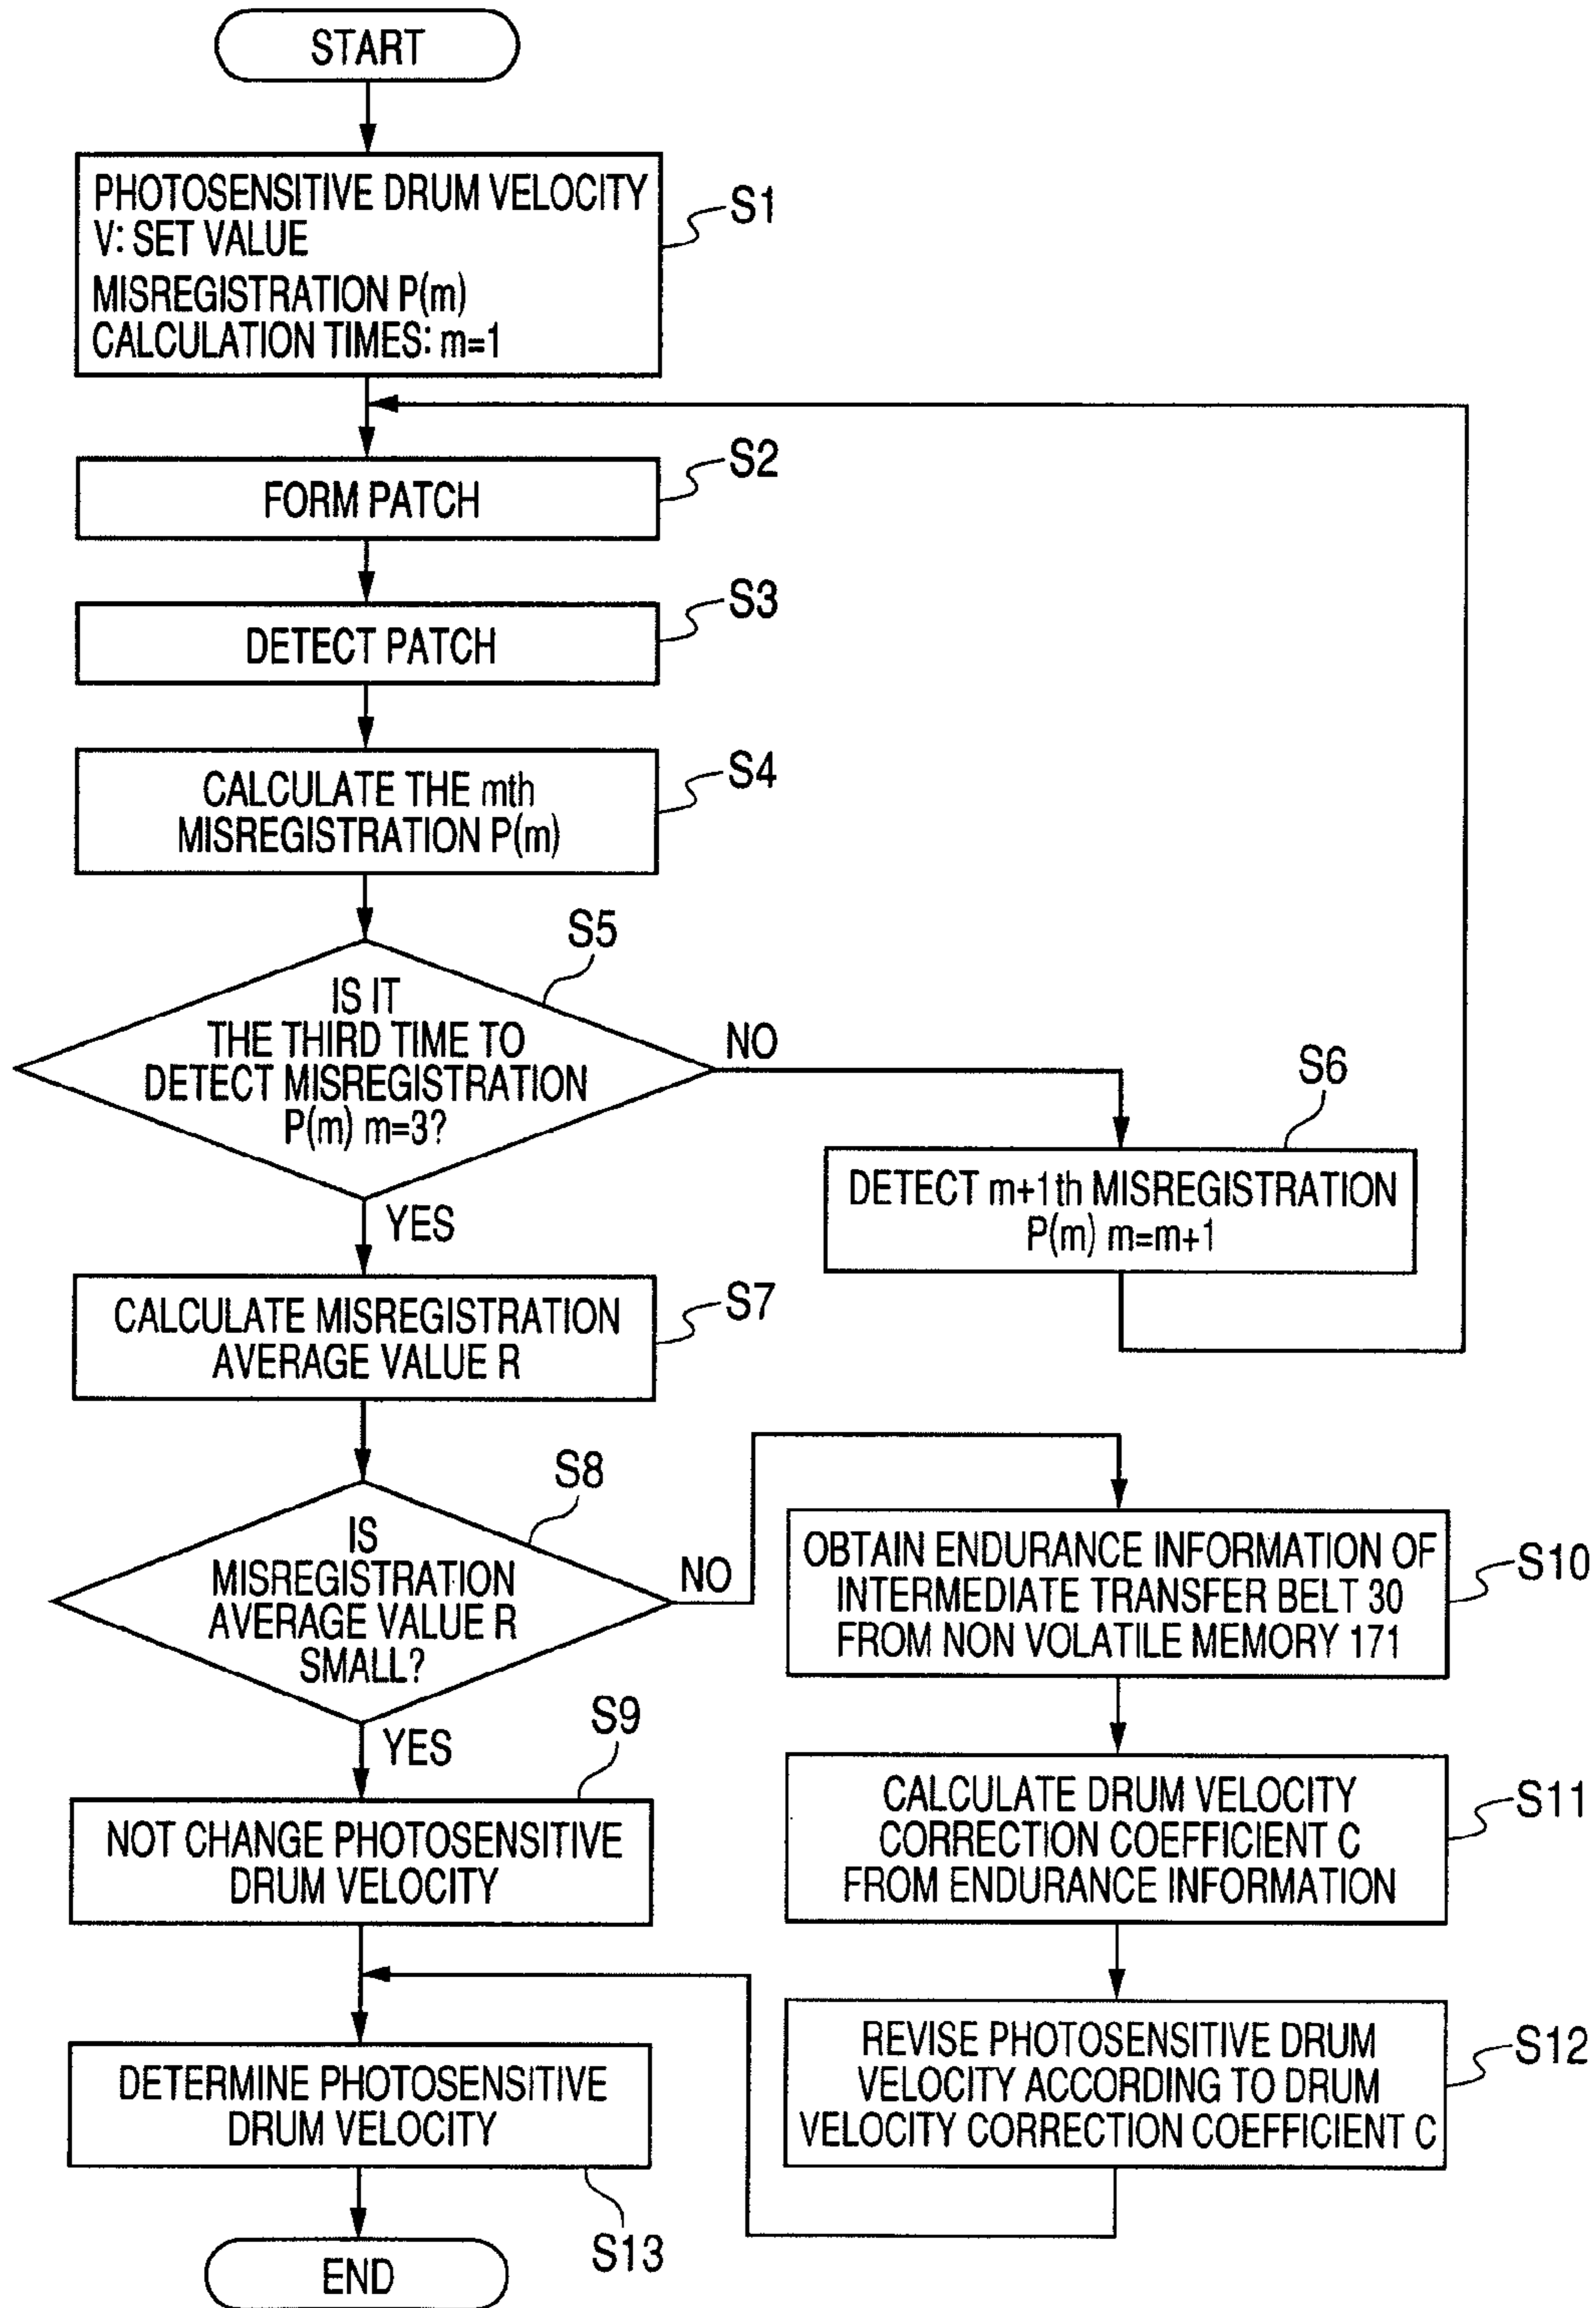 START
PHOTOSENSITIVE DRUM VELOCITY
V: SET VALUE
MISREGISTRATION P(m)
CALCULATION TIMES: m=1
S1
FORM PATCH
S2
DETECT PATCH
S3
CALCULATE THE mth
MISREGISTRATION P(m)
S4
IS IT
THE THIRD TIME TO
DETECT MISREGISTRATION
P(m) m=3?
S5
NO
YES
DETECT m+1th MISREGISTRATION
P(m) m=m+1
S6
CALCULATE MISREGISTRATION
AVERAGE VALUE R
S7
IS
MISREGISTRATION
AVERAGE VALUE R
SMALL?
S8
NO
YES
NOT CHANGE PHOTOSENSITIVE
DRUM VELOCITY
S9
OBTAIN ENDURANCE INFORMATION OF
INTERMEDIATE TRANSFER BELT 30
FROM NON VOLATILE MEMORY 171
S10
CALCULATE DRUM VELOCITY
CORRECTION COEFFICIENT C
FROM ENDURANCE INFORMATION
S11
REVISE PHOTOSENSITIVE DRUM
VELOCITY ACCORDING TO DRUM
VELOCITY CORRECTION COEFFICIENT C
S12
DETERMINE PHOTOSENSITIVE
DRUM VELOCITY
S13
END